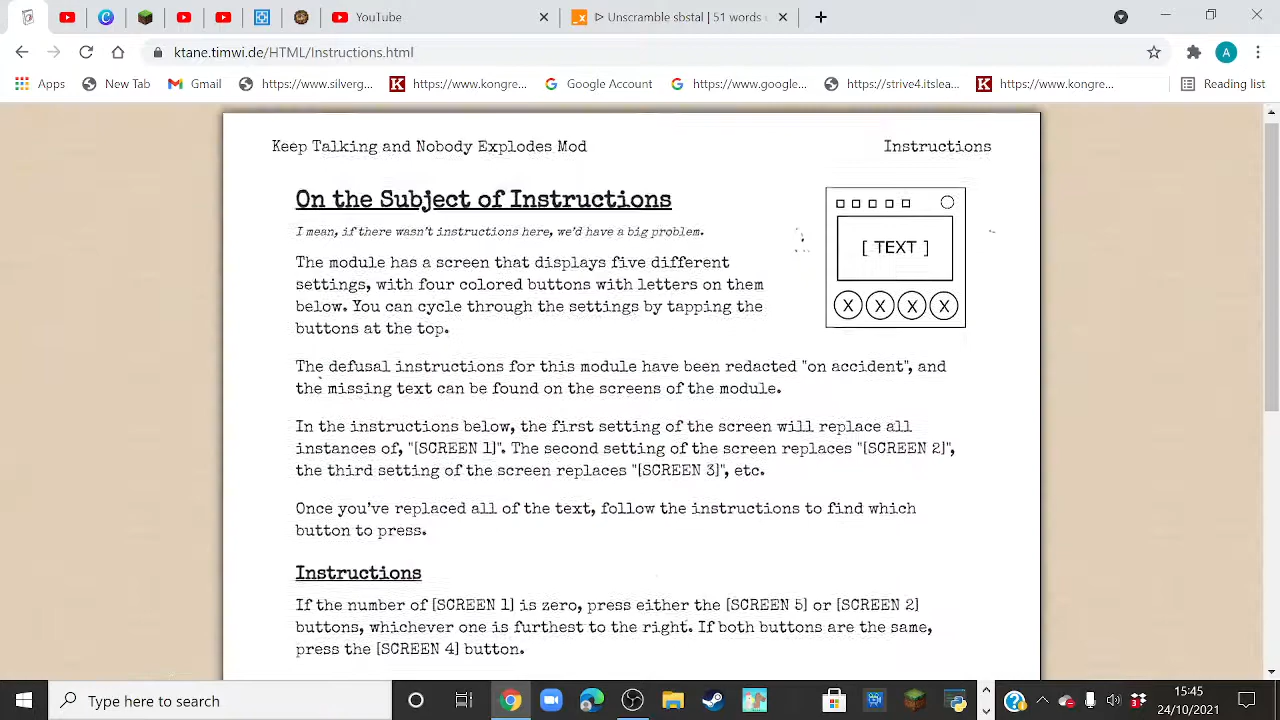 YouTube
Unscramble sbstal | 51 words
ktane.timwi.de/HTML/Instructions.html
A
Apps
New Tab
Gmail
https://www.silverg...
https://www.kongre...
Google Account
https://www.google...
https://strive4.itslea...
https://www.kongre...
Reading list
Keep Talking and Nobody Explodes Mod
Instructions
On the Subject of Instructions
I mean, if there wasn't instructions here, we'd have a big problem.
The module has a screen that displays five different
settings, with four colored buttons with letters on them
below. You can cycle through the settings by tapping the
buttons at the top.
[ TEXT ]
X X X X
The defusal instructions for this module have been redacted "on accident", and
the missing text can be found on the screens of the module.
In the instructions below, the first setting of the screen will replace all
instances of, "[SCREEN 1]". The second setting of the screen replaces "[SCREEN 2]",
the third setting of the screen replaces "[SCREEN 3]", etc.
Once you've replaced all of the text, follow the instructions to find which
button to press.
Instructions
If the number of [SCREEN 1] is zero, press either the [SCREEN 5] or [SCREEN 2]
buttons, whichever one is furthest to the right. If both buttons are the same,
press the [SCREEN 4] button.
Type here to search
15:45
24/10/2021